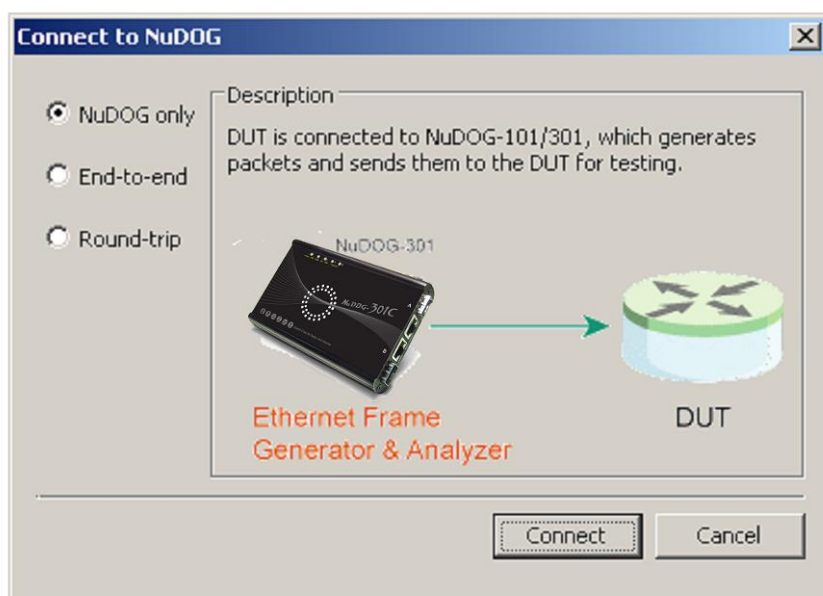 Connect to NuDOG
NuDOG only
End-to-end
Round-trip
Description
DUT is connected to NuDOG-101/301, which generates
packets and sends them to the DUT for testing.
NuDOG-301
NuDOG-301C
A
B
Ethernet Frame
Generator & Analyzer
DUT
Connect
Cancel